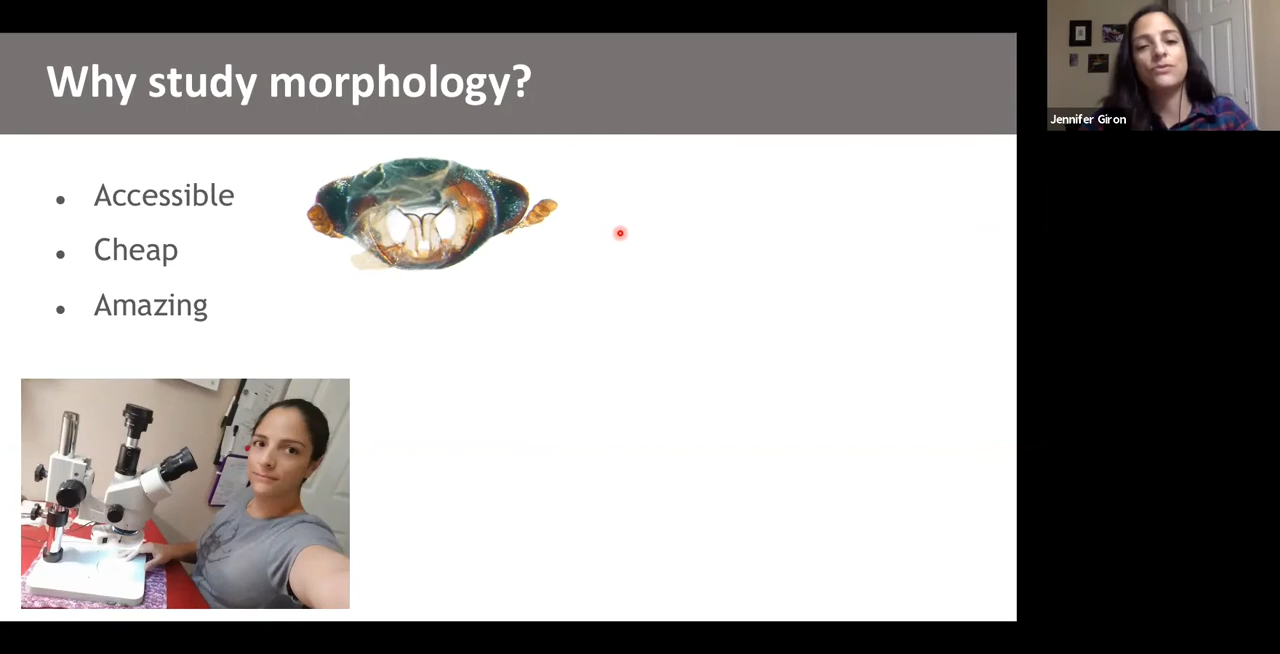 Why study morphology?
Accessible
Cheap
Amazing
Jennifer Giron